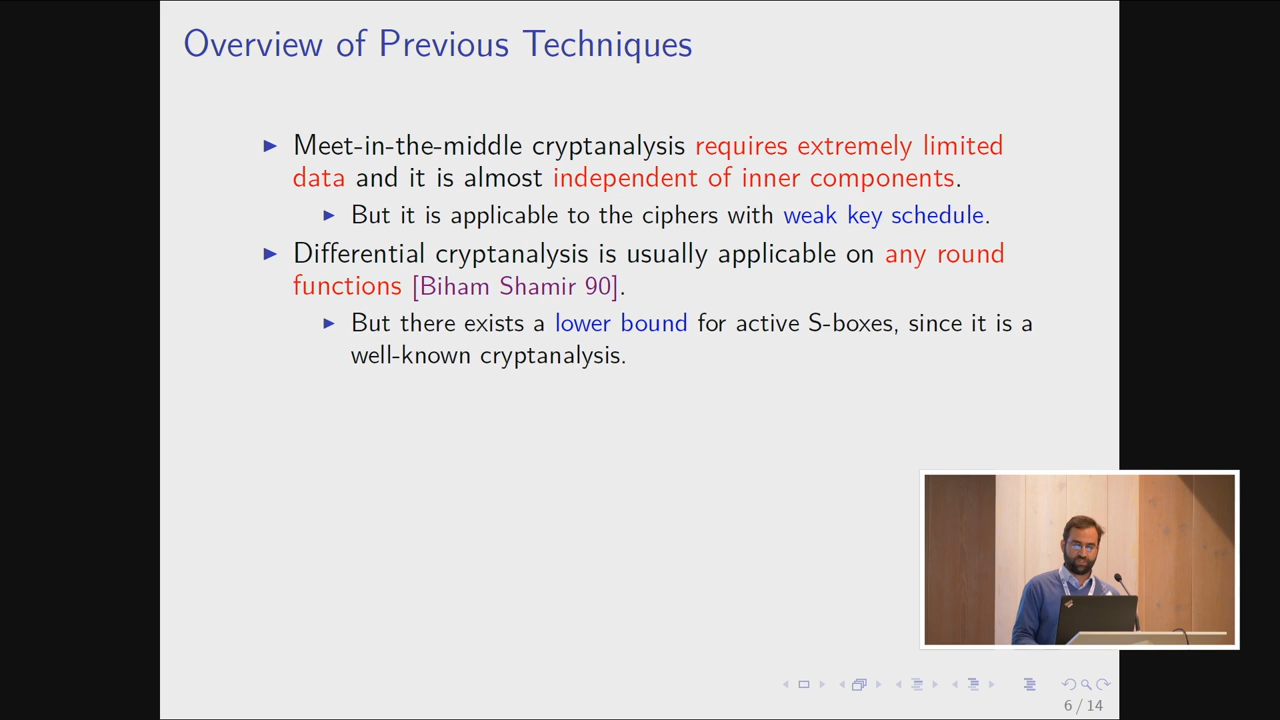 Overview of Previous Techniques
► Meet-in-the-middle cryptanalysis requires extremely limited
data and it is almost independent of inner components.
► But it is applicable to the ciphers with weak key schedule.
► Differential cryptanalysis is usually applicable on any round
functions [Biham Shamir 90].
► But there exists a lower bound for active S-boxes, since it is a
well-known cryptanalysis.
6 / 14